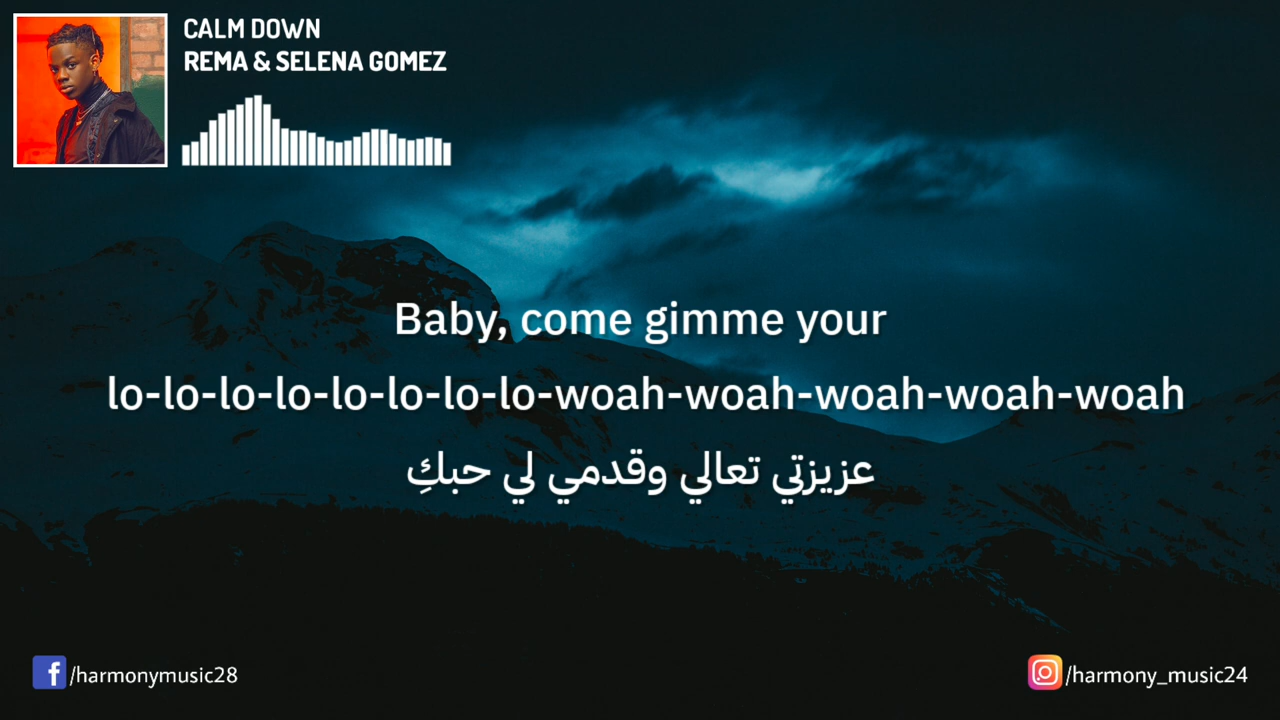 CALM DOWN
REMA & SELENA GOMEZ
Baby, come gimme your
lo-lo-lo-lo-lo-lo-lo-lo-woah-woah-woah-woah-woah
عزيزتي تعالي وقدمي لي حبكِ
/harmonymusic28
/harmony_music24